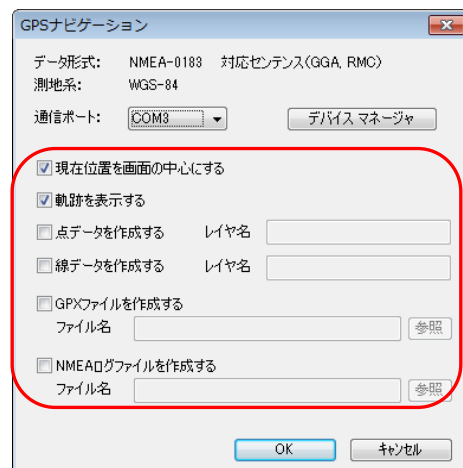 GPSナビゲーション
データ形式: NMEA-0183 対応センテンス(GGA, RMC)
測地系: WGS-84
通信ポート: COM3 デバイス マネージャ
現在位置を画面の中心にする
軌跡を表示する
点データを作成する レイヤ名
線データを作成する レイヤ名
GPXファイルを作成する
ファイル名 参照
NMEAログファイルを作成する
ファイル名 参照
OK キャンセル